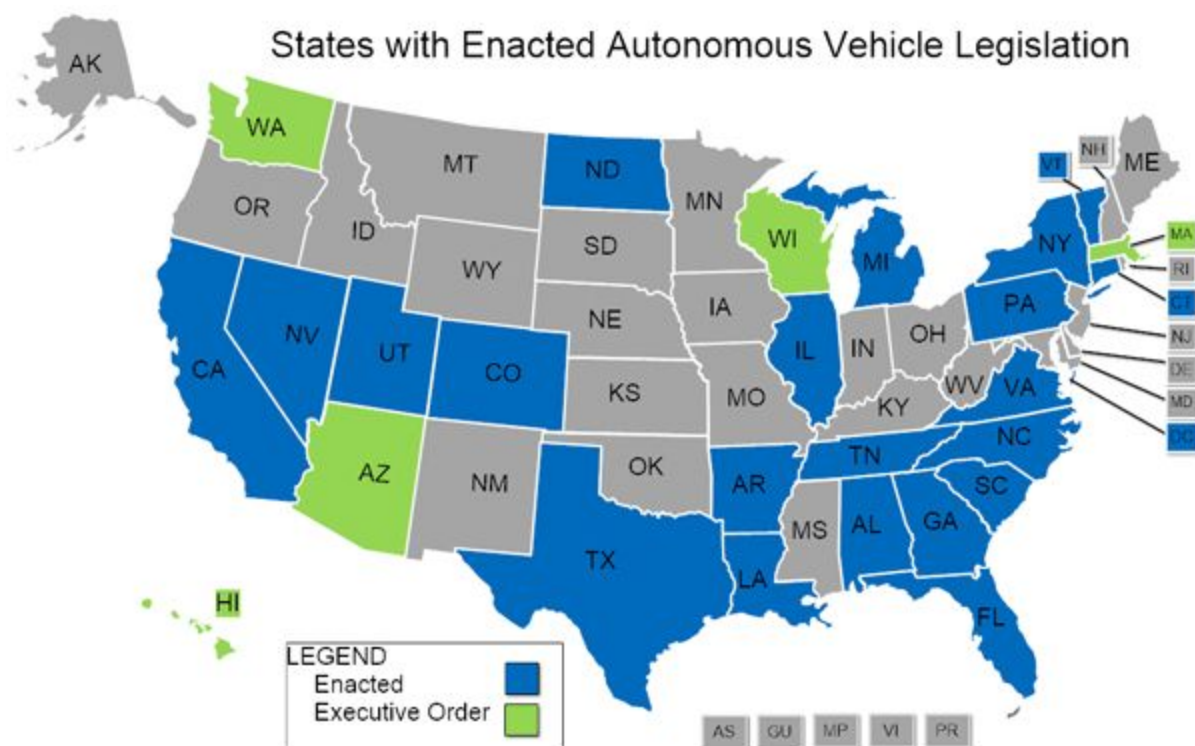 States with Enacted Autonomous Vehicle Legislation
AK
WA
MT
ND
MN
VT
NH
ME
OR
ID
SD
WI
MI
NY
MA
WY
RI
CT
IA
NE
PA
NV
UT
CO
IL
IN
OH
NJ
CA
DE
KS
MO
WV
VA
MD
KY
DC
NC
AZ
NM
OK
AR
TN
SC
MS
AL
GA
TX
LA
FL
HI
LEGEND
Enacted
Executive Order
AS
GU
MP
VI
PR